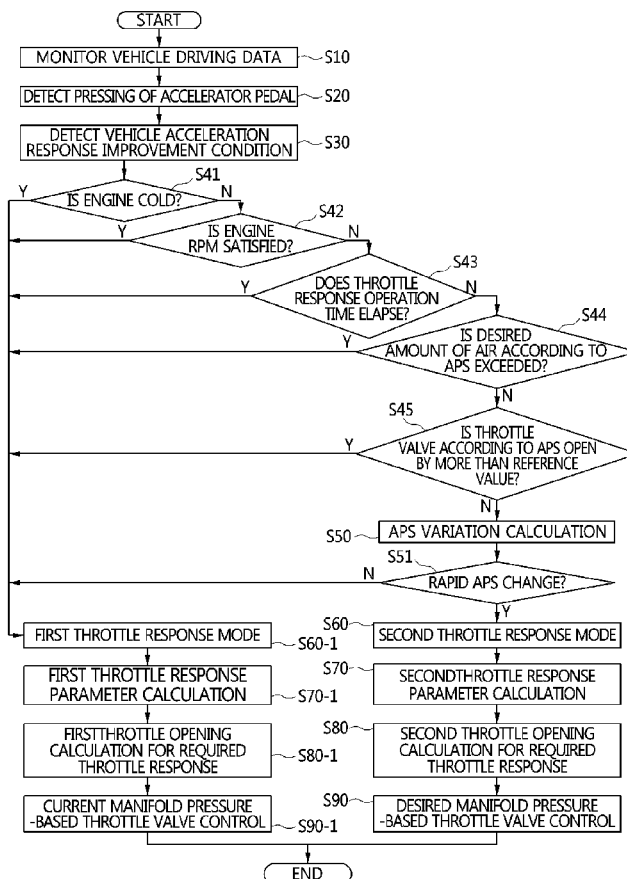 START
MONITOR VEHICLE DRIVING DATA
S10
DETECT PRESSING OF ACCELERATOR PEDAL
S20
DETECT VEHICLE ACCELERATION
RESPONSE IMPROVEMENT CONDITION
S30
S41
Y
IS ENGINE COLD?
N
S42
Y
IS ENGINE
RPM SATISFIED?
N
S43
Y
DOES THROTTLE
RESPONSE OPERATION
TIME ELAPSE?
N
S44
Y
IS DESIRED
AMOUNT OF AIR ACCORDING TO
APS EXCEEDED?
N
S45
Y
IS THROTTLE
VALVE ACCORDING TO APS OPEN
BY MORE THAN REFERENCE
VALUE?
N
S50
APS VARIATION CALCULATION
S51
N
RAPID APS CHANGE?
Y
FIRST THROTTLE RESPONSE MODE
S60-1
S60
SECOND THROTTLE RESPONSE MODE
FIRST THROTTLE RESPONSE
PARAMETER CALCULATION
S70-1
S70
SECONDTHROTTLE RESPONSE
PARAMETER CALCULATION
FIRSTTHROTTLE OPENING
CALCULATION FOR REQUIRED
THROTTLE RESPONSE
S80-1
S80
SECOND THROTTLE OPENING
CALCULATION FOR REQUIRED
THROTTLE RESPONSE
CURRENT MANIFOLD PRESSURE
-BASED THROTTLE VALVE CONTROL
S90-1
S90
DESIRED MANIFOLD PRESSURE
-BASED THROTTLE VALVE CONTROL
END